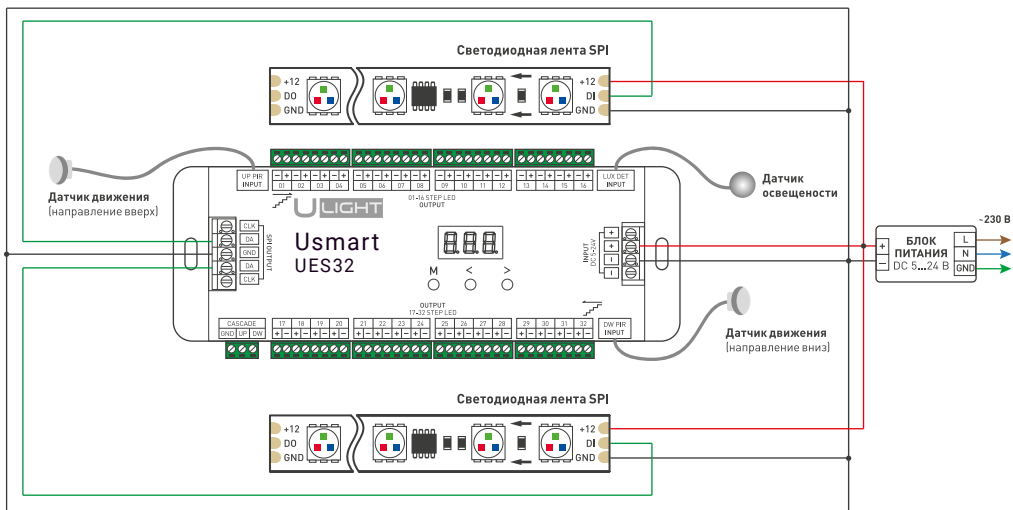 Светодиодная лента SPI
+12
DO
GND
+12
DI
GND
Датчик движения
(направление вверх)
UP PIR
INPUT
- + - + - + - +
01 02 03 04
- + - + - + - +
05 06 07 08
- + - + - + - +
09 10 11 12
- + - + - + - +
13 14 15 16
01-16 STEP LED
OUTPUT
LUX DET
INPUT
Датчик
освещености
ULIGHT
Usmart
UES32
CLK
DA
GND
DA
CLK
SPI OUTPUT
8.8.8.
M < >
INPUT
DC 5-24V
+
+
-
-
~230 В
+
-
БЛОК
ПИТАНИЯ
DC 5...24 В
L
N
GND
OUTPUT
17-32 STEP LED
CASCADE
GND UP DW
17 18 19 20
+ - + - + - + -
21 22 23 24
+ - + - + - + -
25 26 27 28
+ - + - + - + -
29 30 31 32
+ - + - + - + -
DW PIR
INPUT
Датчик движения
(направление вниз)
Светодиодная лента SPI
+12
DO
GND
+12
DI
GND